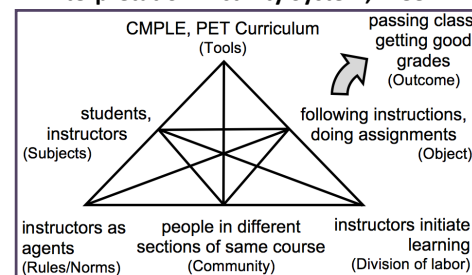 CMPLE, PET Curriculum
(Tools)
passing class
getting good
grades
(Outcome)
students,
instructors
(Subjects)
following instructions,
doing assignments
(Object)
instructors as
agents
(Rules/Norms)
people in different
sections of same course
(Community)
instructors initiate
learning
(Division of labor)